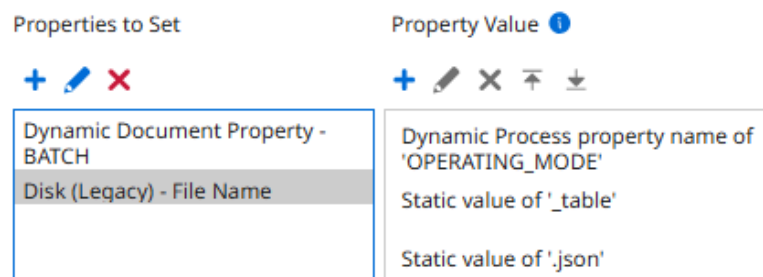 Properties to Set
Property Value
Dynamic Document Property -
BATCH
Disk (Legacy) - File Name
Dynamic Process property name of
'OPERATING_MODE'
Static value of '_table'
Static value of '.json'